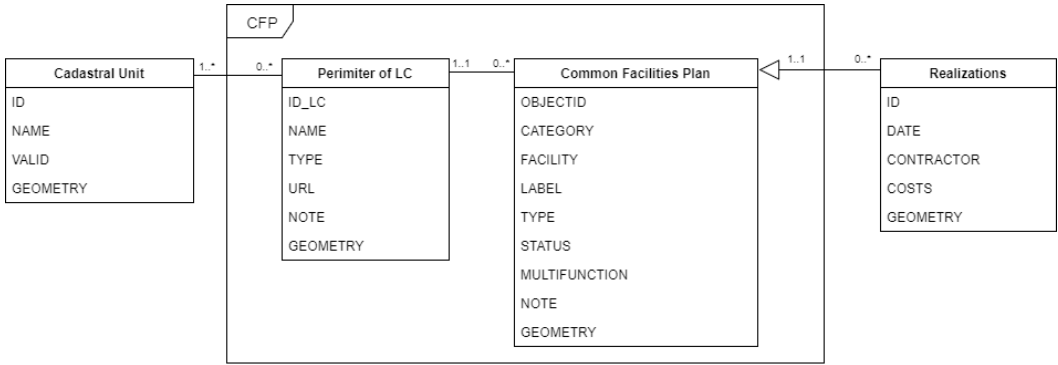 CFP
Cadastral Unit
ID
NAME
VALID
GEOMETRY
1..*
0..*
Perimiter of LC
ID_LC
NAME
TYPE
URL
NOTE
GEOMETRY
1..1
0..*
Common Facilities Plan
OBJECTID
CATEGORY
FACILITY
LABEL
TYPE
STATUS
MULTIFUNCTION
NOTE
GEOMETRY
1..1
0..*
Realizations
ID
DATE
CONTRACTOR
COSTS
GEOMETRY